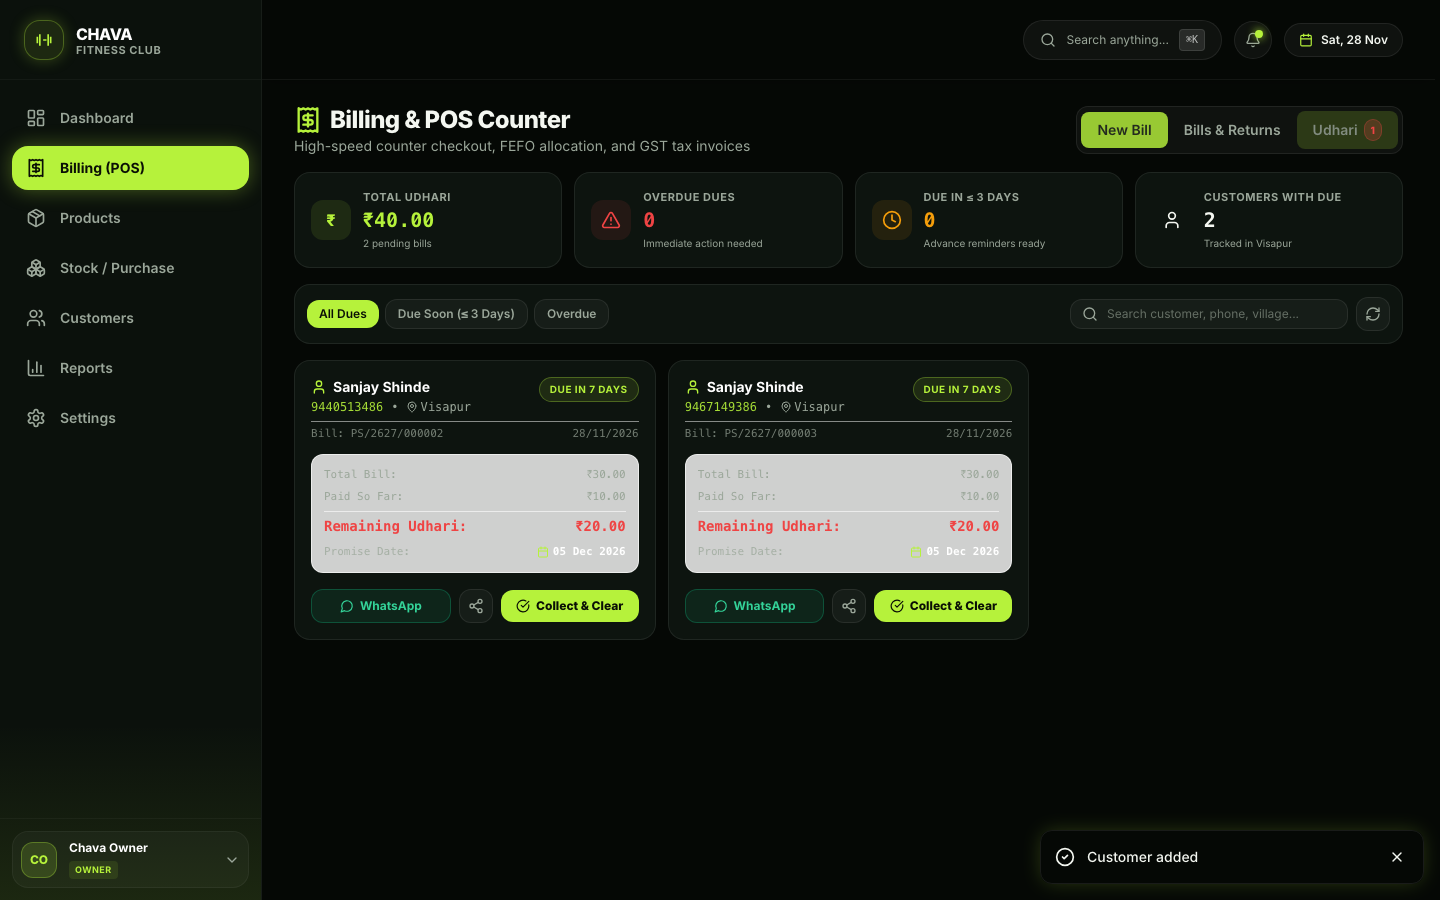 CHAVA
FITNESS CLUB
Search anything...
⌘K
Sat, 28 Nov
Dashboard
Billing (POS)
Products
Stock / Purchase
Customers
Reports
Settings
Billing & POS Counter
High-speed counter checkout, FEFO allocation, and GST tax invoices
New Bill
Bills & Returns
Udhari 1
₹
TOTAL UDHARI
₹40.00
2 pending bills
OVERDUE DUES
0
Immediate action needed
DUE IN ≤ 3 DAYS
0
Advance reminders ready
CUSTOMERS WITH DUE
2
Tracked in Visapur
All Dues
Due Soon (≤ 3 Days)
Overdue
Search customer, phone, village...
Sanjay Shinde
DUE IN 7 DAYS
9440513486 • Visapur
Bill: PS/2627/000002 28/11/2026
Total Bill: ₹30.00
Paid So Far: ₹10.00
Remaining Udhari: ₹20.00
Promise Date: 05 Dec 2026
WhatsApp
Collect & Clear
Sanjay Shinde
DUE IN 7 DAYS
9467149386 • Visapur
Bill: PS/2627/000003 28/11/2026
Total Bill: ₹30.00
Paid So Far: ₹10.00
Remaining Udhari: ₹20.00
Promise Date: 05 Dec 2026
WhatsApp
Collect & Clear
CO
Chava Owner
OWNER
Customer added